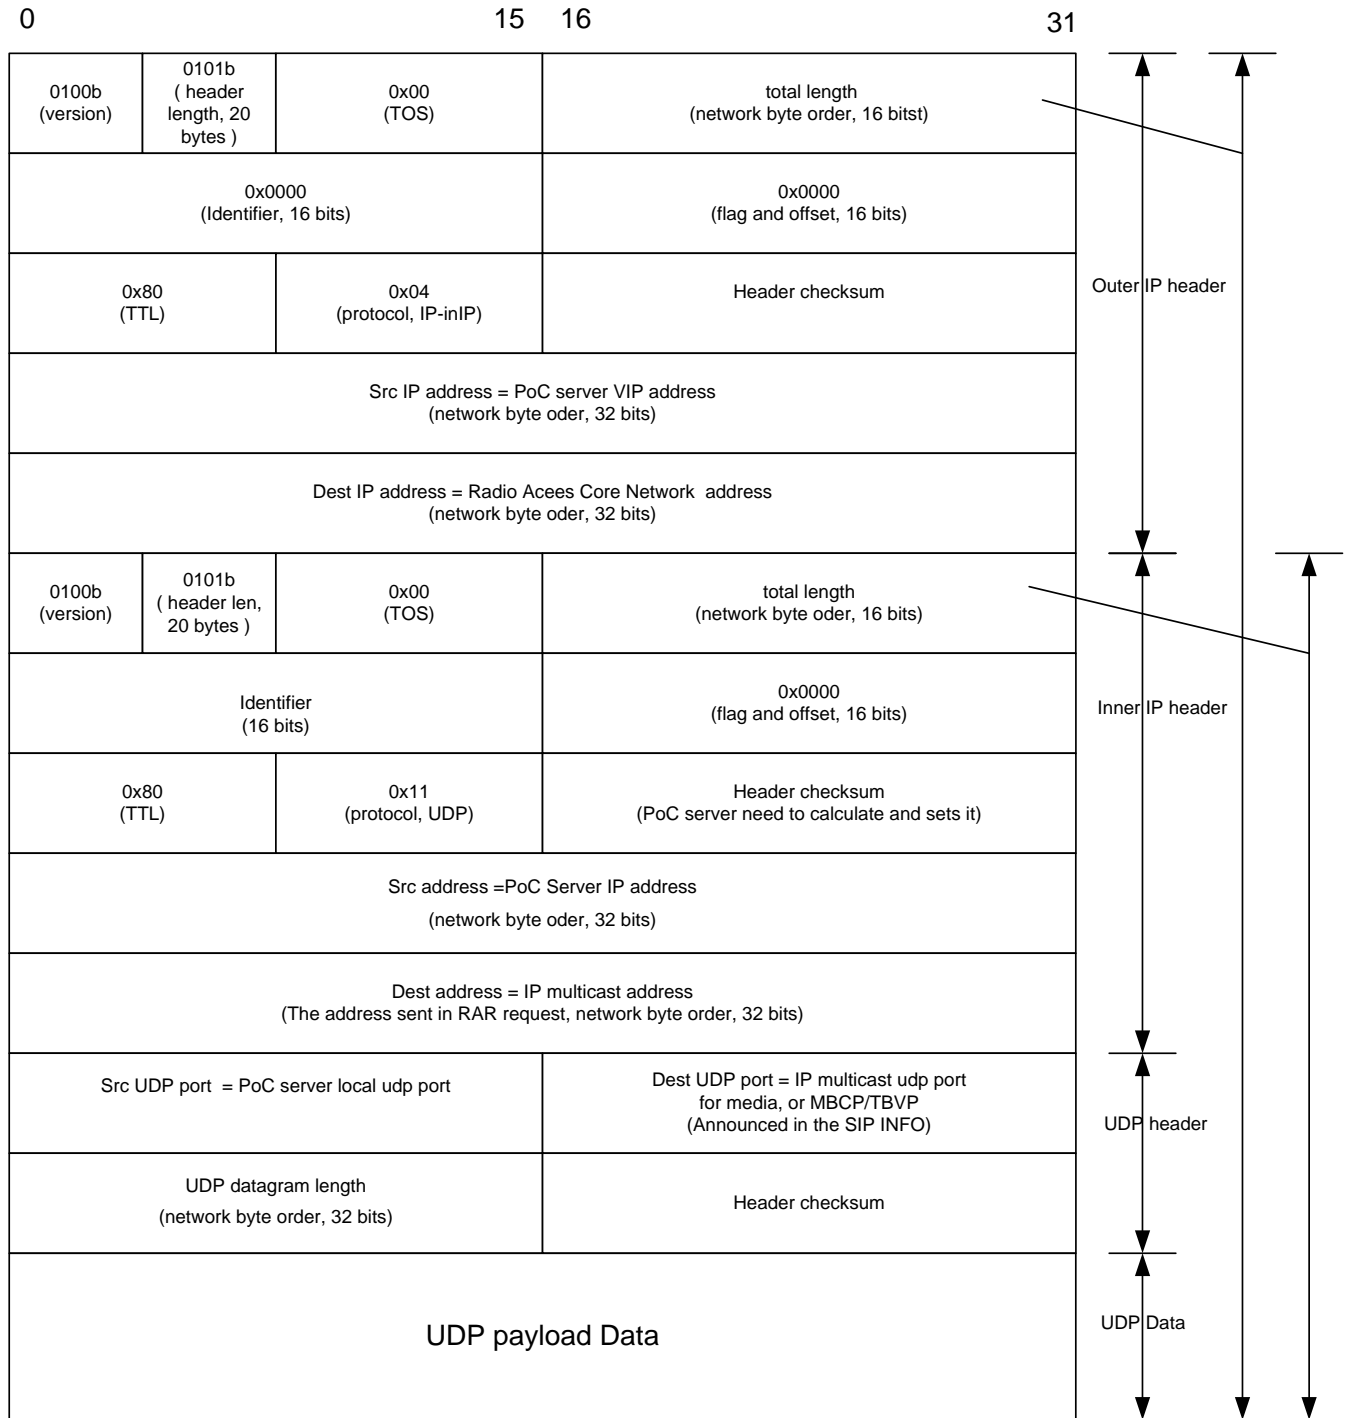 0 15 16 31
0100b
(version)
0101b
( header
length, 20
bytes )
0x00
(TOS)
total length
(network byte order, 16 bitst)
0x0000
(Identifier, 16 bits)
0x0000
(flag and offset, 16 bits)
0x80
(TTL)
0x04
(protocol, IP-inIP)
Header checksum
Outer IP header
Src IP address = PoC server VIP address
(network byte oder, 32 bits)
Dest IP address = Radio Acees Core Network address
(network byte oder, 32 bits)
0100b
(version)
0101b
( header len,
20 bytes )
0x00
(TOS)
total length
(network byte oder, 16 bits)
Identifier
(16 bits)
0x0000
(flag and offset, 16 bits)
Inner IP header
0x80
(TTL)
0x11
(protocol, UDP)
Header checksum
(PoC server need to calculate and sets it)
Src address =PoC Server IP address
(network byte oder, 32 bits)
Dest address = IP multicast address
(The address sent in RAR request, network byte order, 32 bits)
Src UDP port = PoC server local udp port
Dest UDP port = IP multicast udp port
for media, or MBCP/TBVP
(Announced in the SIP INFO)
UDP header
UDP datagram length
(network byte order, 32 bits)
Header checksum
UDP payload Data
UDP Data